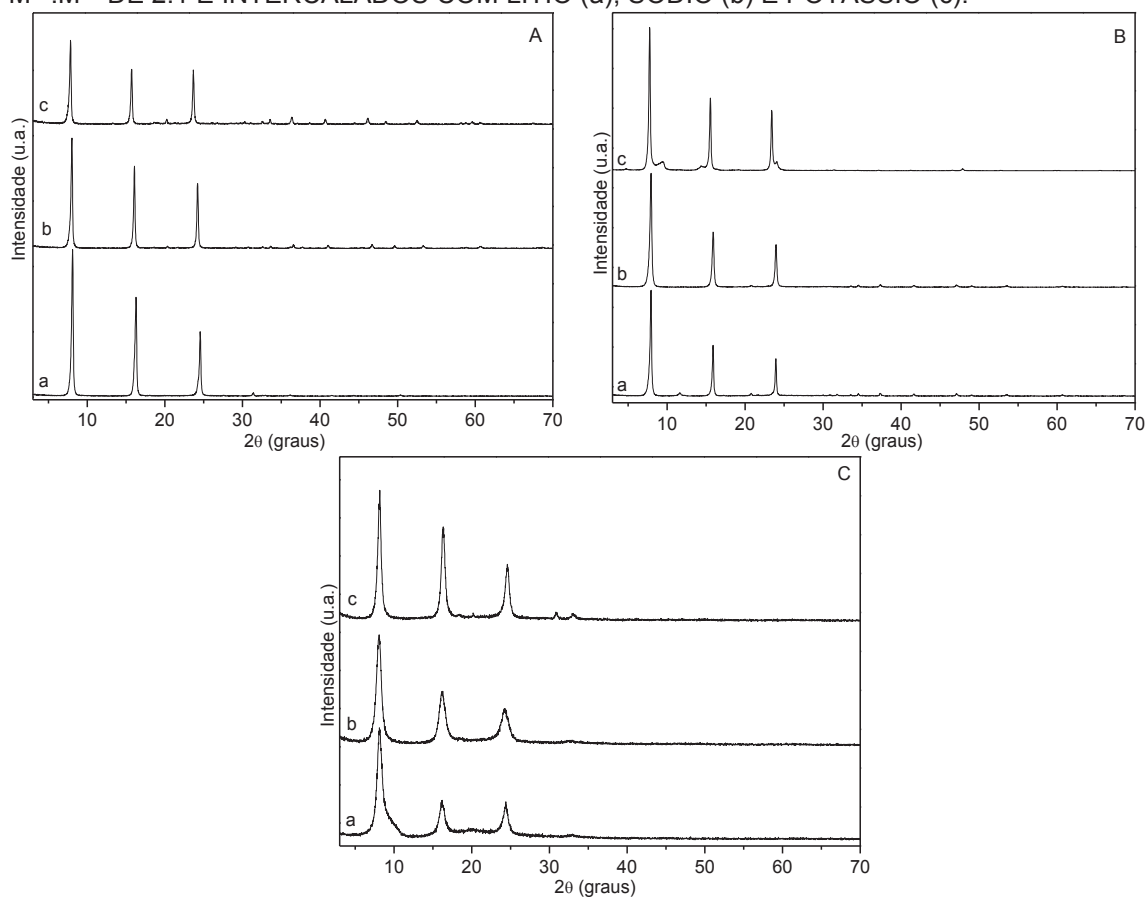 DE 2:1 E INTERCALADOS COM LÍTIO (a), SÓDIO (b) E POTÁSSIO (c).
A
c
b
a
Intensidade (u.a.)
10 20 30 40 50 60 70
2θ (graus)
B
c
b
a
Intensidade (u.a.)
10 20 30 40 50 60 70
2θ (graus)
C
c
b
a
Intensidade (u.a.)
10 20 30 40 50 60 70
2θ (graus)